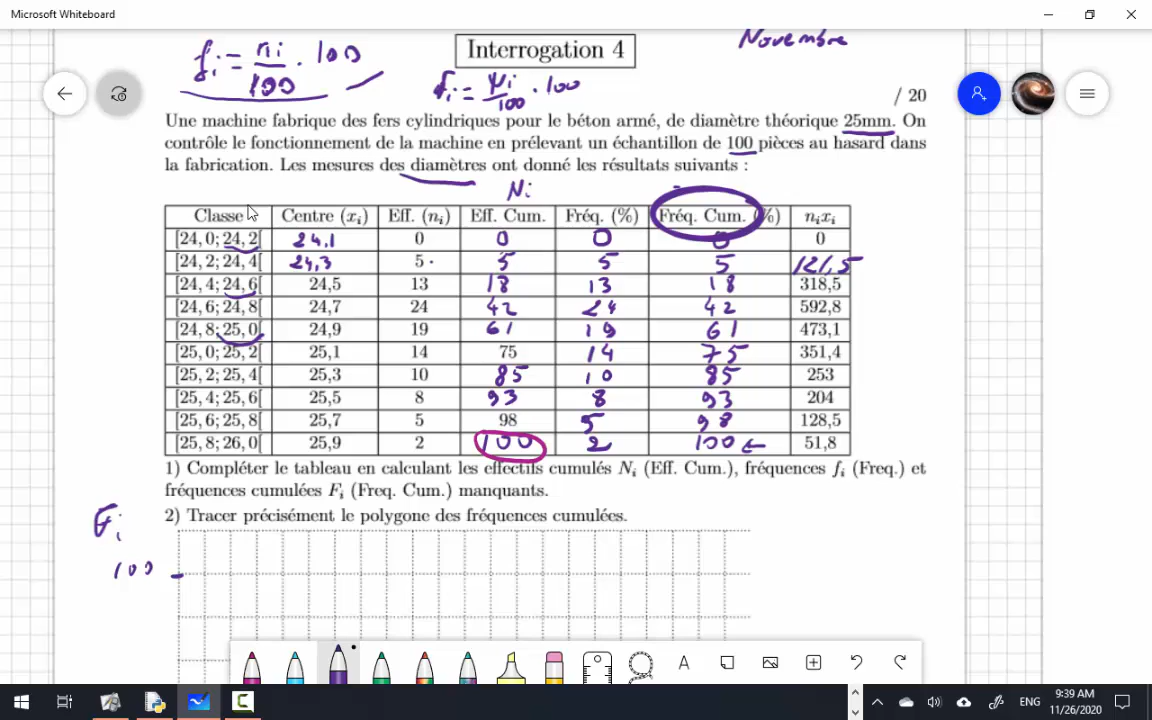 Microsoft Whiteboard
fi = ni/100 · 100
Interrogation 4
Novembre
Fi = Ni/100 · 100
/ 20
Une machine fabrique des fers cylindriques pour le béton armé, de diamètre théorique 25mm. On
contrôle le fonctionnement de la machine en prélevant un échantillon de 100 pièces au hasard dans
la fabrication. Les mesures des diamètres ont donné les résultats suivants :
Ni
Classe Centre (xi) Eff. (ni) Eff. Cum. Fréq. (%) Fréq. Cum. (%) nixi
[24, 0; 24, 2[ 24,1 0 0 0 0 0
[24, 2; 24, 4[ 24,3 5 5 5 5 121,5
[24, 4; 24, 6[ 24,5 13 18 13 18 318,5
[24, 6; 24, 8[ 24,7 24 42 24 42 592,8
[24, 8; 25, 0[ 24,9 19 61 19 61 473,1
[25, 0; 25, 2[ 25,1 14 75 14 75 351,4
[25, 2; 25, 4[ 25,3 10 85 10 85 253
[25, 4; 25, 6[ 25,5 8 93 8 93 204
[25, 6; 25, 8[ 25,7 5 98 5 98 128,5
[25, 8; 26, 0[ 25,9 2 100 2 100 51,8
1) Compléter le tableau en calculant les effectifs cumulés Ni (Eff. Cum.), fréquences fi (Freq.) et
fréquences cumulées Fi (Freq. Cum.) manquants.
2) Tracer précisément le polygone des fréquences cumulées.
Fi
100
A
ENG
9:39 AM
11/26/2020